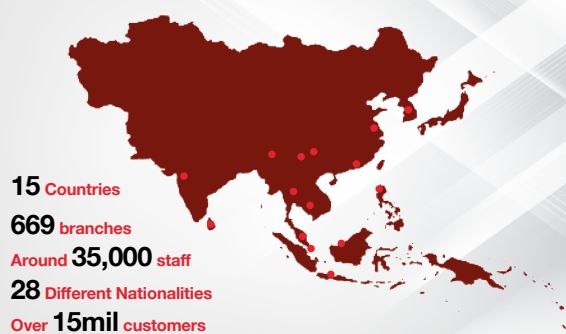 15 Countries
669 branches
Around 35,000 staff
28 Different Nationalities
Over 15mil customers